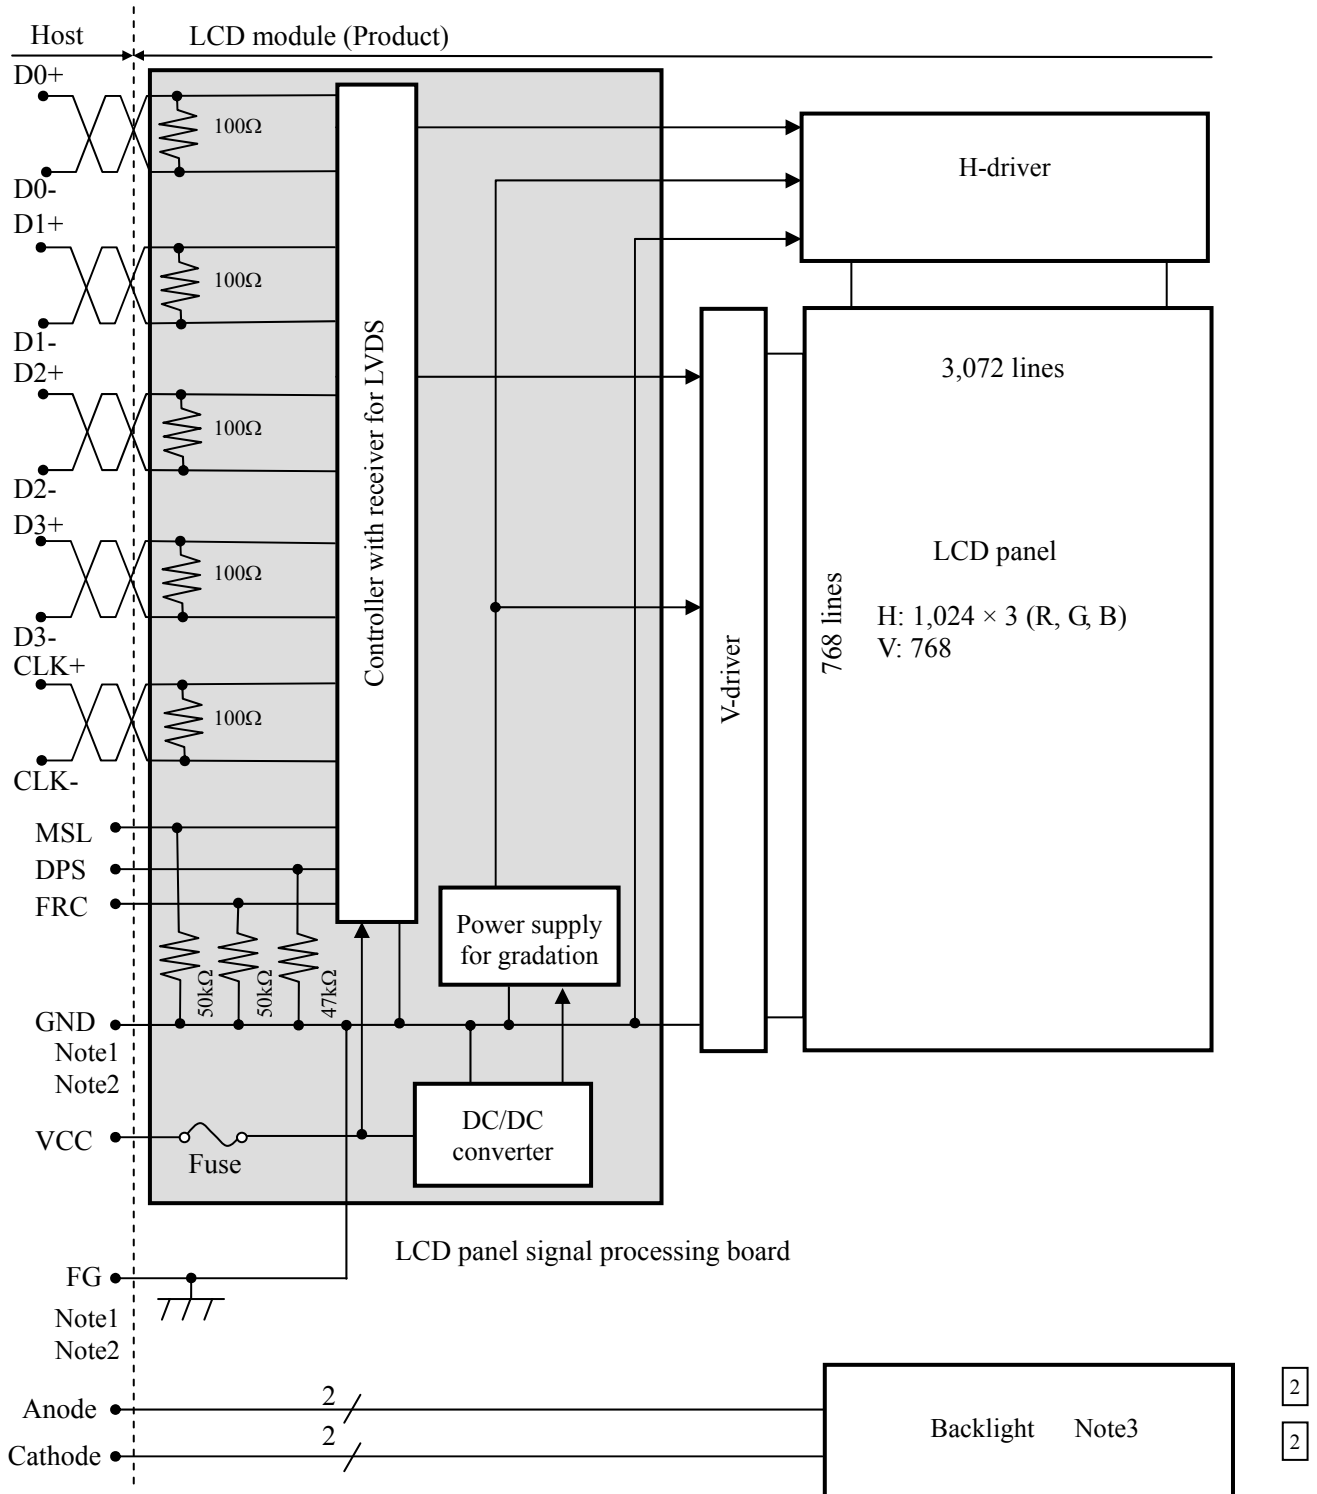 Host
LCD module (Product)
D0+
100Ω
D0-
H-driver
D1+
100Ω
D1-
D2+
100Ω
D2-
D3+
100Ω
D3-
CLK+
100Ω
CLK-
Controller with receiver for LVDS
3,072 lines
LCD panel
768 lines
H: 1,024 × 3 (R, G, B)
V: 768
V-driver
MSL
DPS
FRC
Power supply
for gradation
50kΩ
50kΩ
47kΩ
GND
Note1
Note2
VCC
Fuse
DC/DC
converter
LCD panel signal processing board
FG
Note1
Note2
Anode
2
Cathode
2
Backlight Note3
2
2